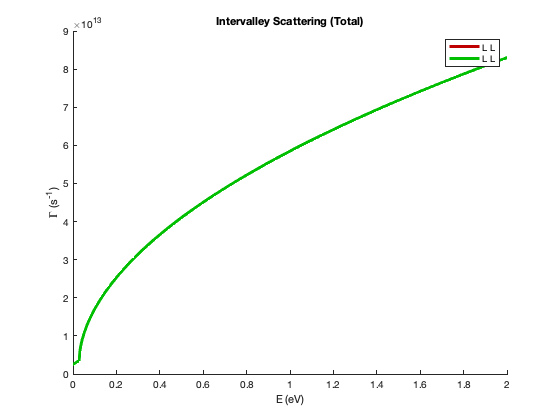 Intervalley Scattering (Total)
×10^13
9
8
7
6
5
4
3
2
1
0
Γ (s^-1)
L L
L L
0 0.2 0.4 0.6 0.8 1 1.2 1.4 1.6 1.8 2
E (eV)